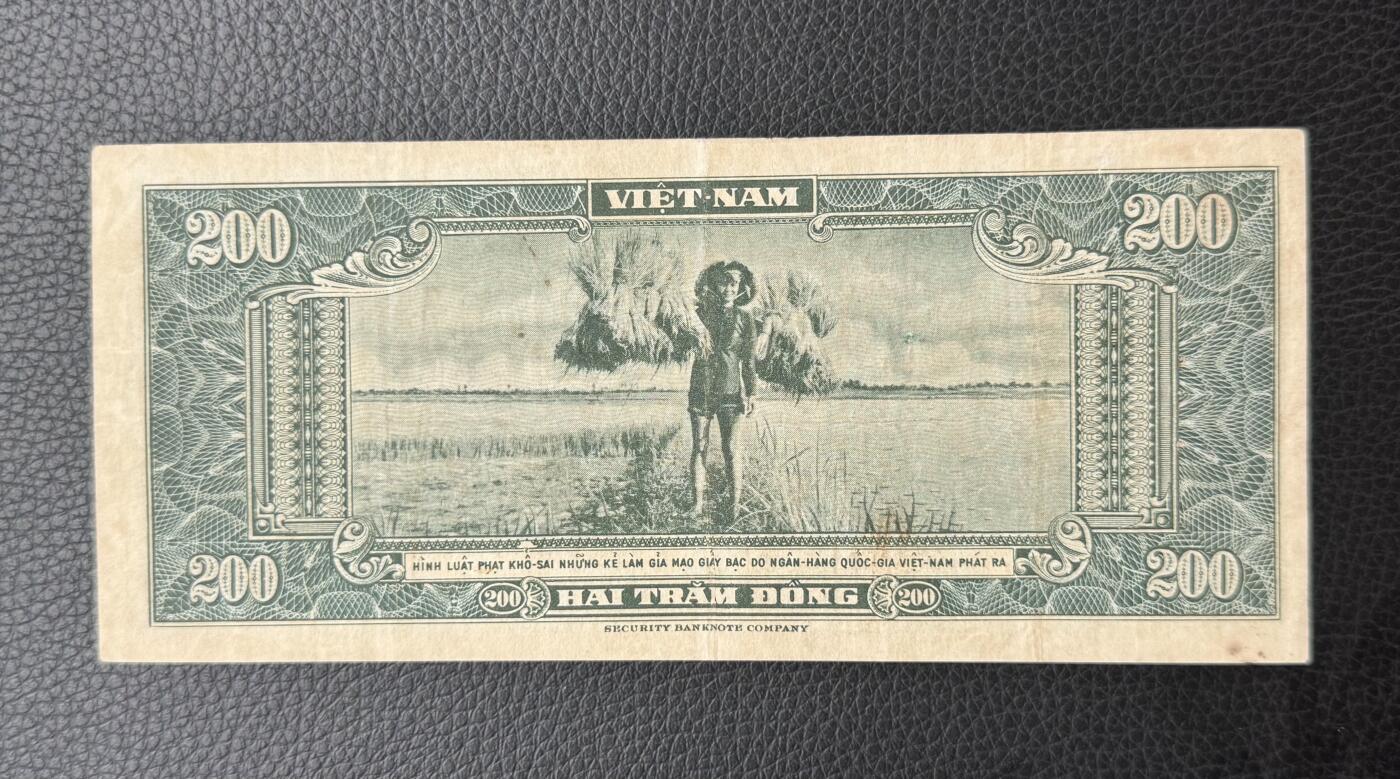 VIỆT-NAM
200 200
HÌNH LUẬT PHẠT KHỔ-SAI NHỮNG KẺ LÀM GỈA MẠO GIẤY BẠC DO NGÂN-HÀNG QUỐC-GIA VIỆT-NAM PHÁT RA
200 200
200 HAI TRĂM ĐỒNG 200
SECURITY BANKNOTE COMPANY